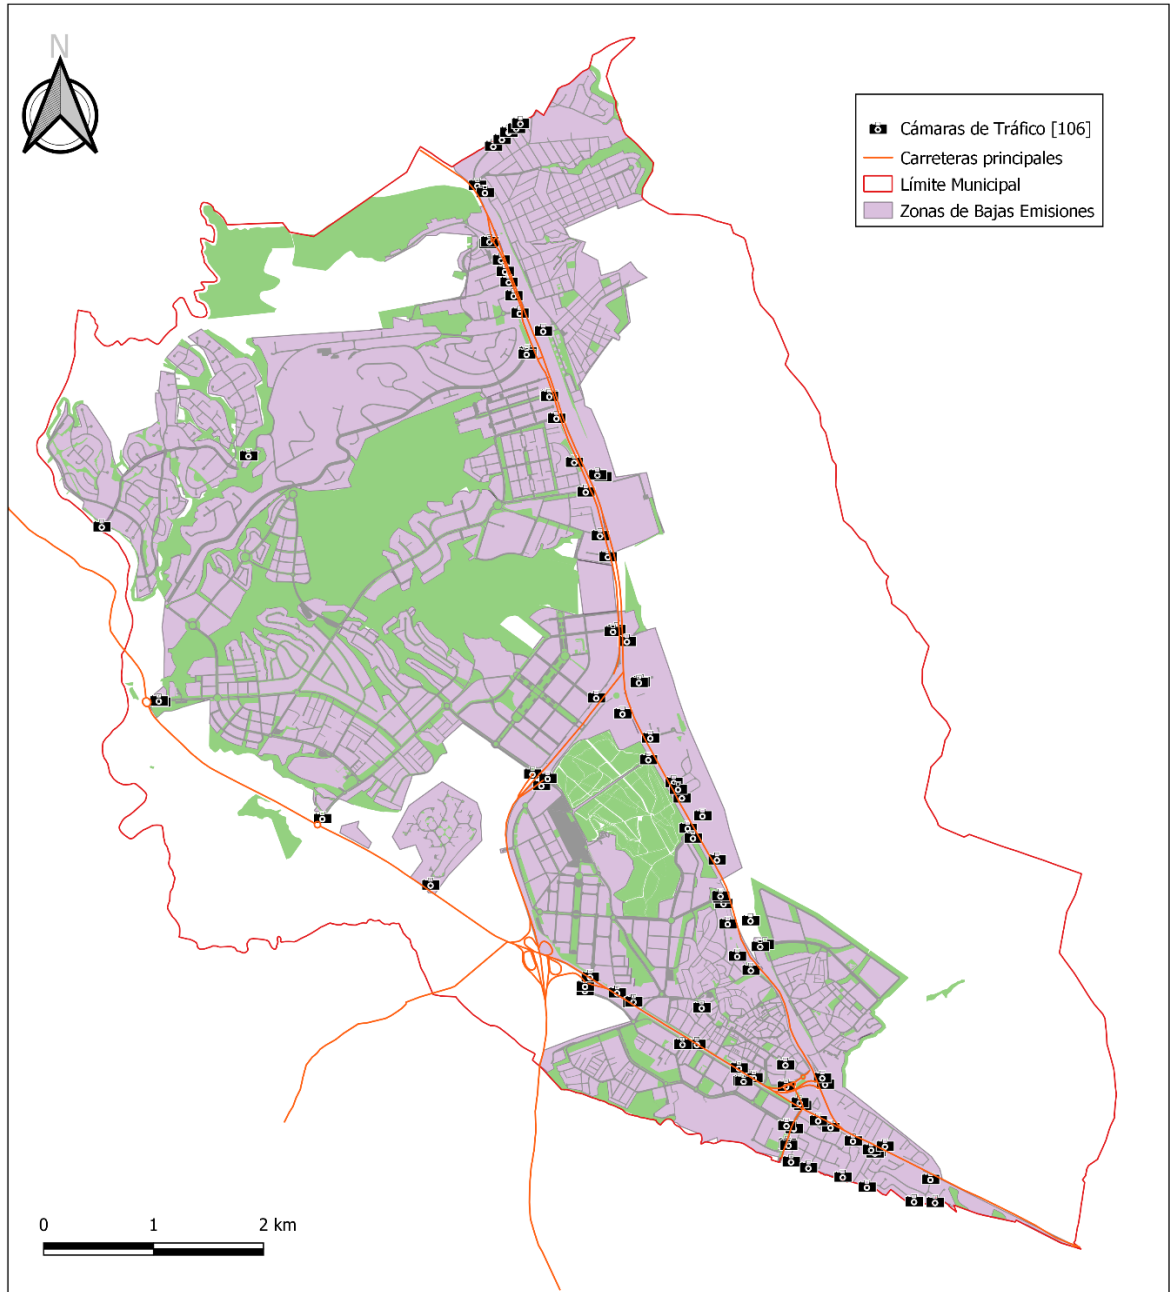 N
Cámaras de Tráfico [106]
Carreteras principales
Límite Municipal
Zonas de Bajas Emisiones
0 1 2 km